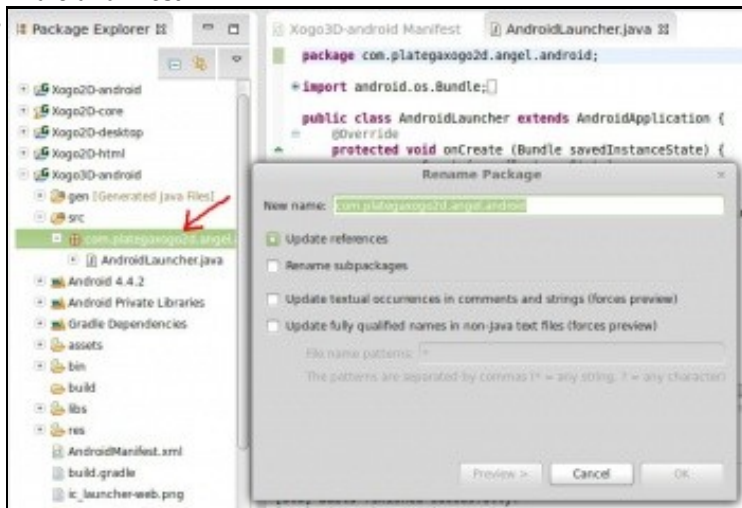 Package Explorer
Xogo2D-android
Xogo2D-core
Xogo2D-desktop
Xogo2D-html
Xogo3D-android
gen [Generated Java Files]
src
com.plategaxogo2d.angel.a
AndroidLauncher.java
Android 4.4.2
Android Private Libraries
Gradle Dependencies
assets
bin
build
libs
res
AndroidManifest.xml
build.gradle
ic_launcher-web.png
Xogo3D-android Manifest
AndroidLauncher.java
package com.plategaxogo2d.angel.android;
import android.os.Bundle;
public class AndroidLauncher extends AndroidApplication {
@Override
protected void onCreate (Bundle savedInstanceState) {
Rename Package
New name: com.plategaxogo2d.angel.android
Update references
Rename subpackages
Update textual occurrences in comments and strings (forces preview)
Update fully qualified names in non-Java text files (forces preview)
File name patterns: *
The patterns are separated by commas (* = any string, ? = any character)
Preview >
Cancel
OK